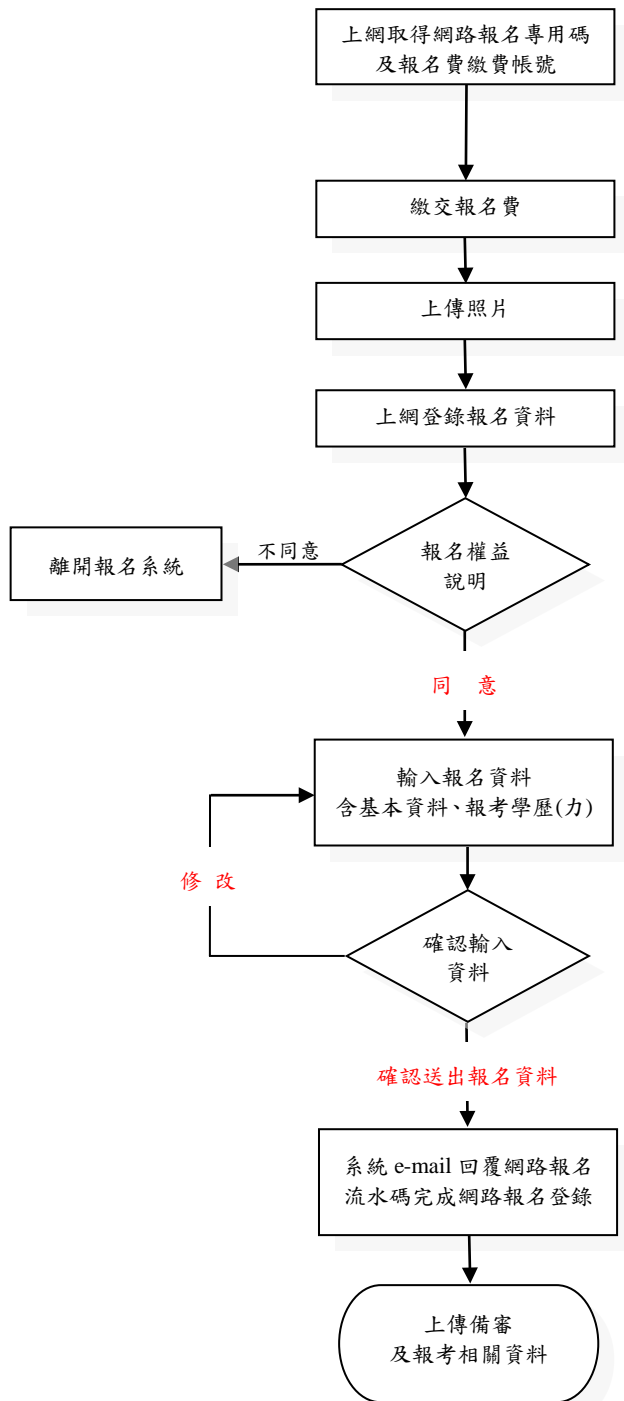 上網取得網路報名專用碼
及報名費繳費帳號
繳交報名費
上傳照片
上網登錄報名資料
報名權益
說明
不同意
離開報名系統
同 意
輸入報名資料
含基本資料、報考學歷(力)
修 改
確認輸入
資料
確認送出報名資料
系統 e-mail 回覆網路報名
流水碼完成網路報名登錄
上傳備審
及報考相關資料